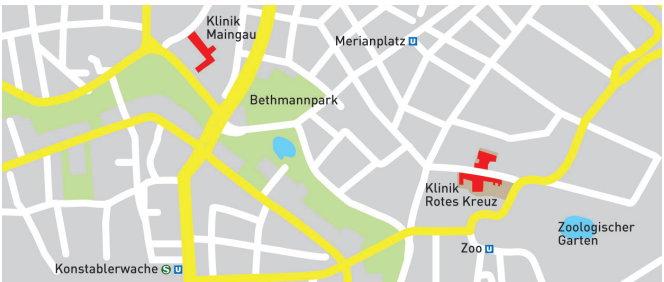 Klinik
Maingau
Merianplatz U
Bethmannpark
Klinik
Rotes Kreuz
Zoologischer
Garten
Zoo U
Konstablerwache S U